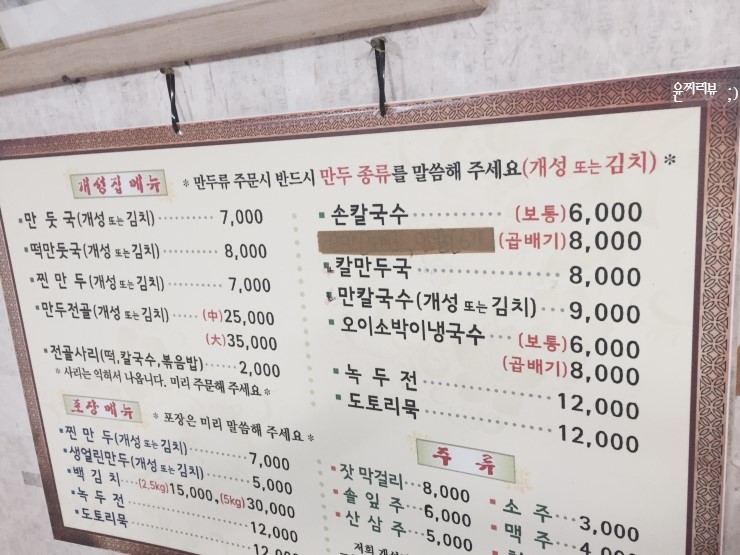 윤찌리뷰 ;)
개성집메뉴
* 만두류 주문시 반드시 만두 종류를 말씀해 주세요(개성 또는 김치) *
만 둣 국(개성 또는 김치) 7,000
떡만둣국(개성 또는 김치) 8,000
찐 만 두(개성 또는 김치) 7,000
만두전골(개성 또는 김치) (中)25,000
(大)35,000
전골사리(떡,칼국수,볶음밥) 2,000
* 사리는 익혀서 나옵니다. 미리 주문해 주세요 *
손칼국수 (보통)6,000
(곱배기)8,000
칼만두국 8,000
만칼국수(개성 또는 김치) 9,000
오이소박이냉국수 (보통)6,000
(곱배기)8,000
녹 두 전 12,000
도토리묵 12,000
포장메뉴
* 포장은 미리 말씀해 주세요 *
찐 만 두(개성 또는 김치) 7,000
생얼린만두(개성 또는 김치) 5,000
백 김 치 (2,5kg)15,000, (5kg)30,000
녹 두 전 12,000
도토리묵
주 류
잣 막걸리 8,000
솔 잎 주 6,000
산 삼 주 5,000
소 주 3,000
맥 주